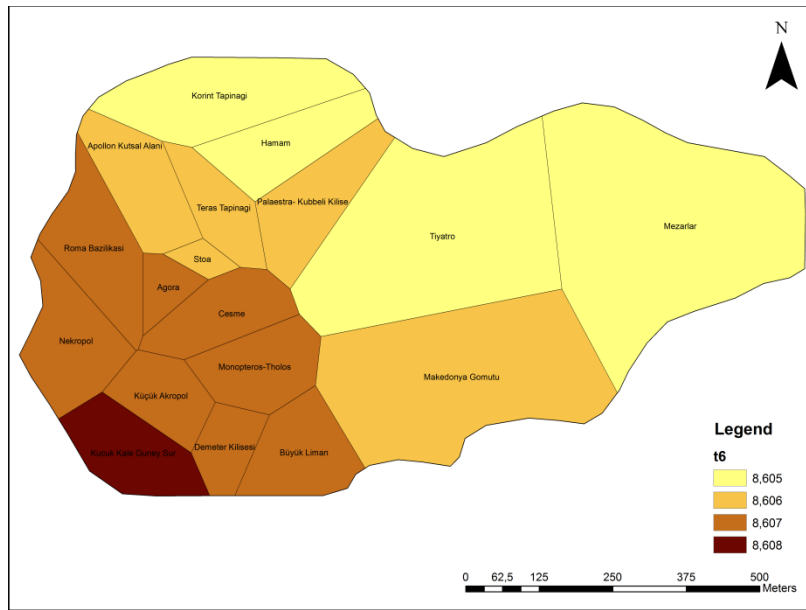 N
Korint Tapinagi
Hamam
Apollon Kutsal Alanı
Teras Tapinagi
Palaestra- Kubbeli Kilise
Mezarlar
Tiyatro
Roma Bazilikasi
Stoa
Agora
Cesme
Nekropol
Monopteros-Tholos
Makedonya Gomutu
Küçük Akropol
Kucuk Kale Guney Sur
Demeter Kilisesi
Büyük Liman
Legend
t6
8,605
8,606
8,607
8,608
0 62,5 125 250 375 500
Meters